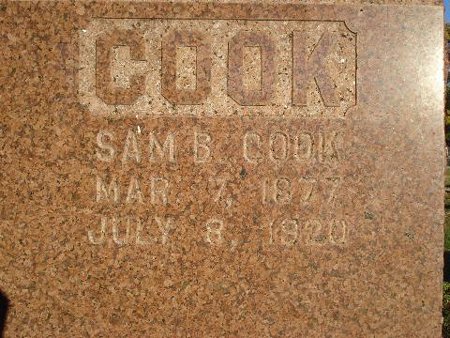 COOK
SAM B. COOK
MAR. 7, 1877
JULY 8, 1920